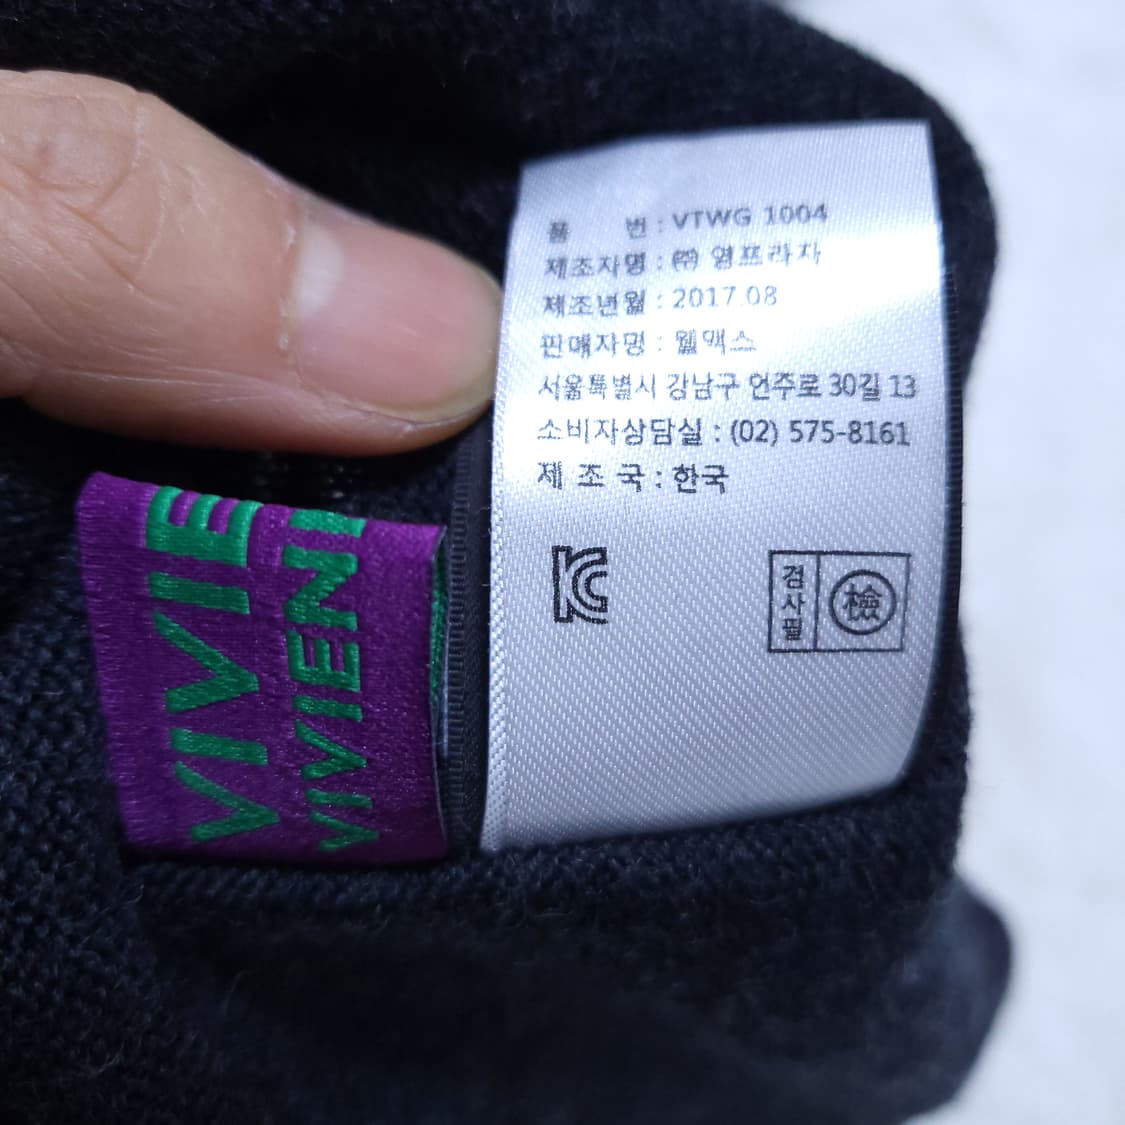 품 번 : VTWG 1004
제조자명 : ㈜ 영프라자
제조년월 : 2017.08
판매자명 : 웰맥스
서울특별시 강남구 언주로 30길 13
소비자상담실 : (02) 575-8161
제 조 국 : 한국
검사필
檢
VIVIE
VIVIEN